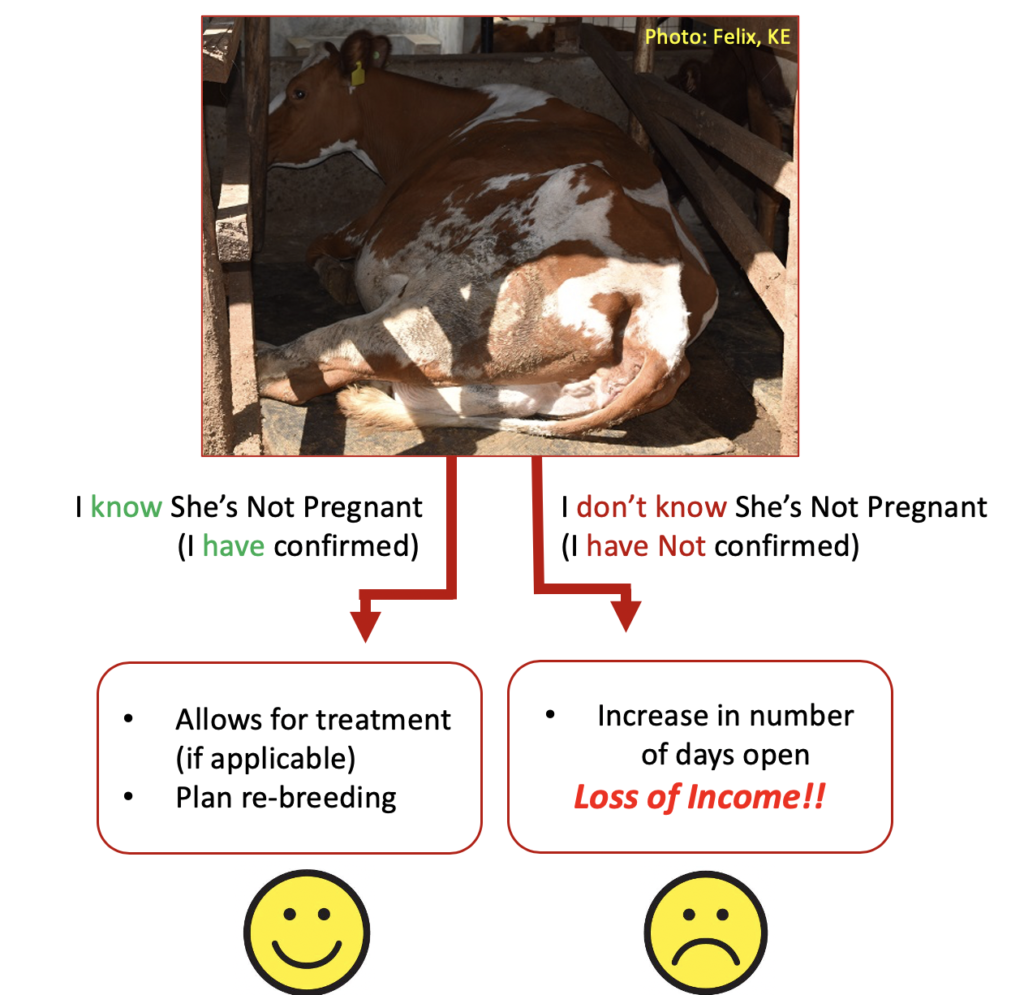 Photo: Felix, KE
I know She’s Not Pregnant
(I have confirmed)
I don’t know She’s Not Pregnant
(I have Not confirmed)
• Allows for treatment
(if applicable)
• Plan re-breeding
• Increase in number
of days open
Loss of Income!!